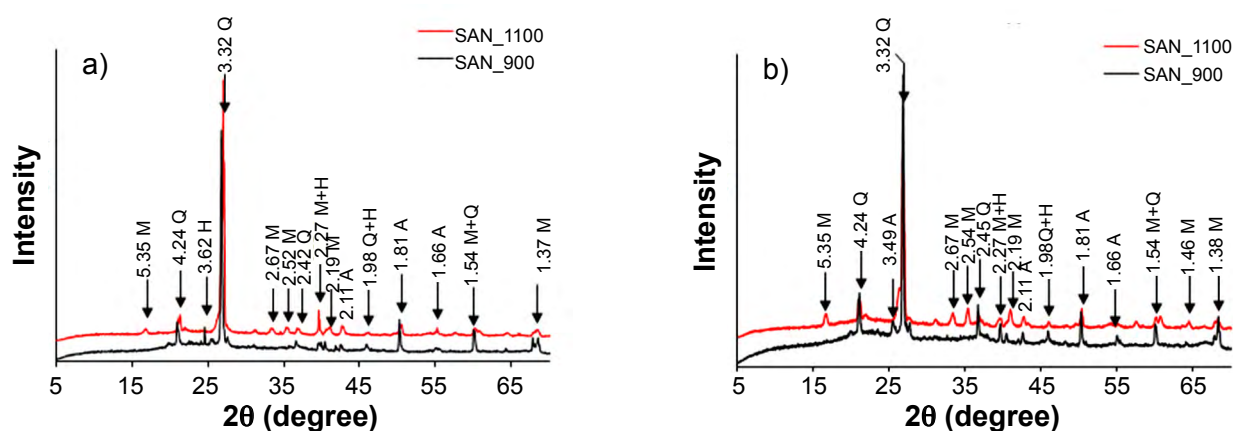 a)
SAN_1100
SAN_900
Intensity
5.35 M
4.24 Q
3.62 H
3.32 Q
2.67 M
2.52 M
2.42 Q
2.27 M+H
2.19 M
2.11 A
1.98 Q+H
1.81 A
1.66 A
1.54 M+Q
1.37 M
5 15 25 35 45 55 65
2θ (degree)
b)
SAN_1100
SAN_900
Intensity
5.35 M
4.24 Q
3.49 A
3.32 Q
2.67 M
2.54 M
2.45 Q
2.27 M+H
2.19 M
2.11 A
1.98Q+H
1.81 A
1.66 A
1.54 M+Q
1.46 M
1.38 M
5 15 25 35 45 55 65
2θ (degree)